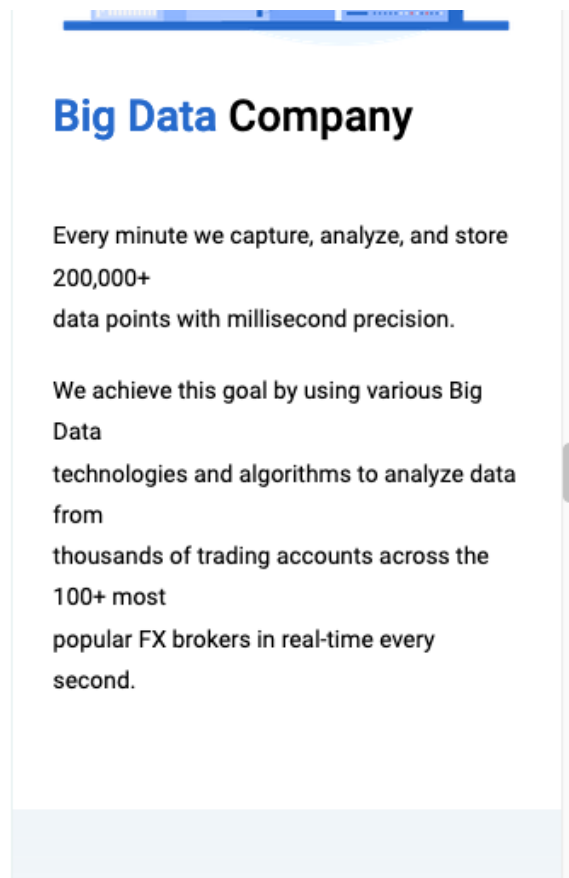 Big Data Company
Every minute we capture, analyze, and store
200,000+
data points with millisecond precision.
We achieve this goal by using various Big
Data
technologies and algorithms to analyze data
from
thousands of trading accounts across the
100+ most
popular FX brokers in real-time every
second.